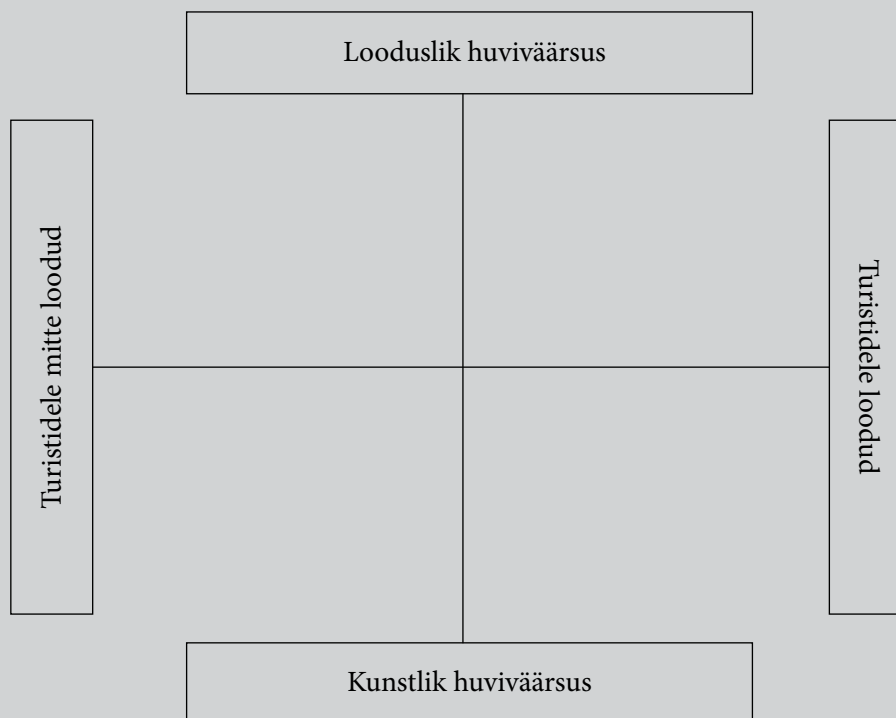 Looduslik huviväärsus
Turistidele mitte loodud
Turistidele loodud
Kunstlik huviväärsus